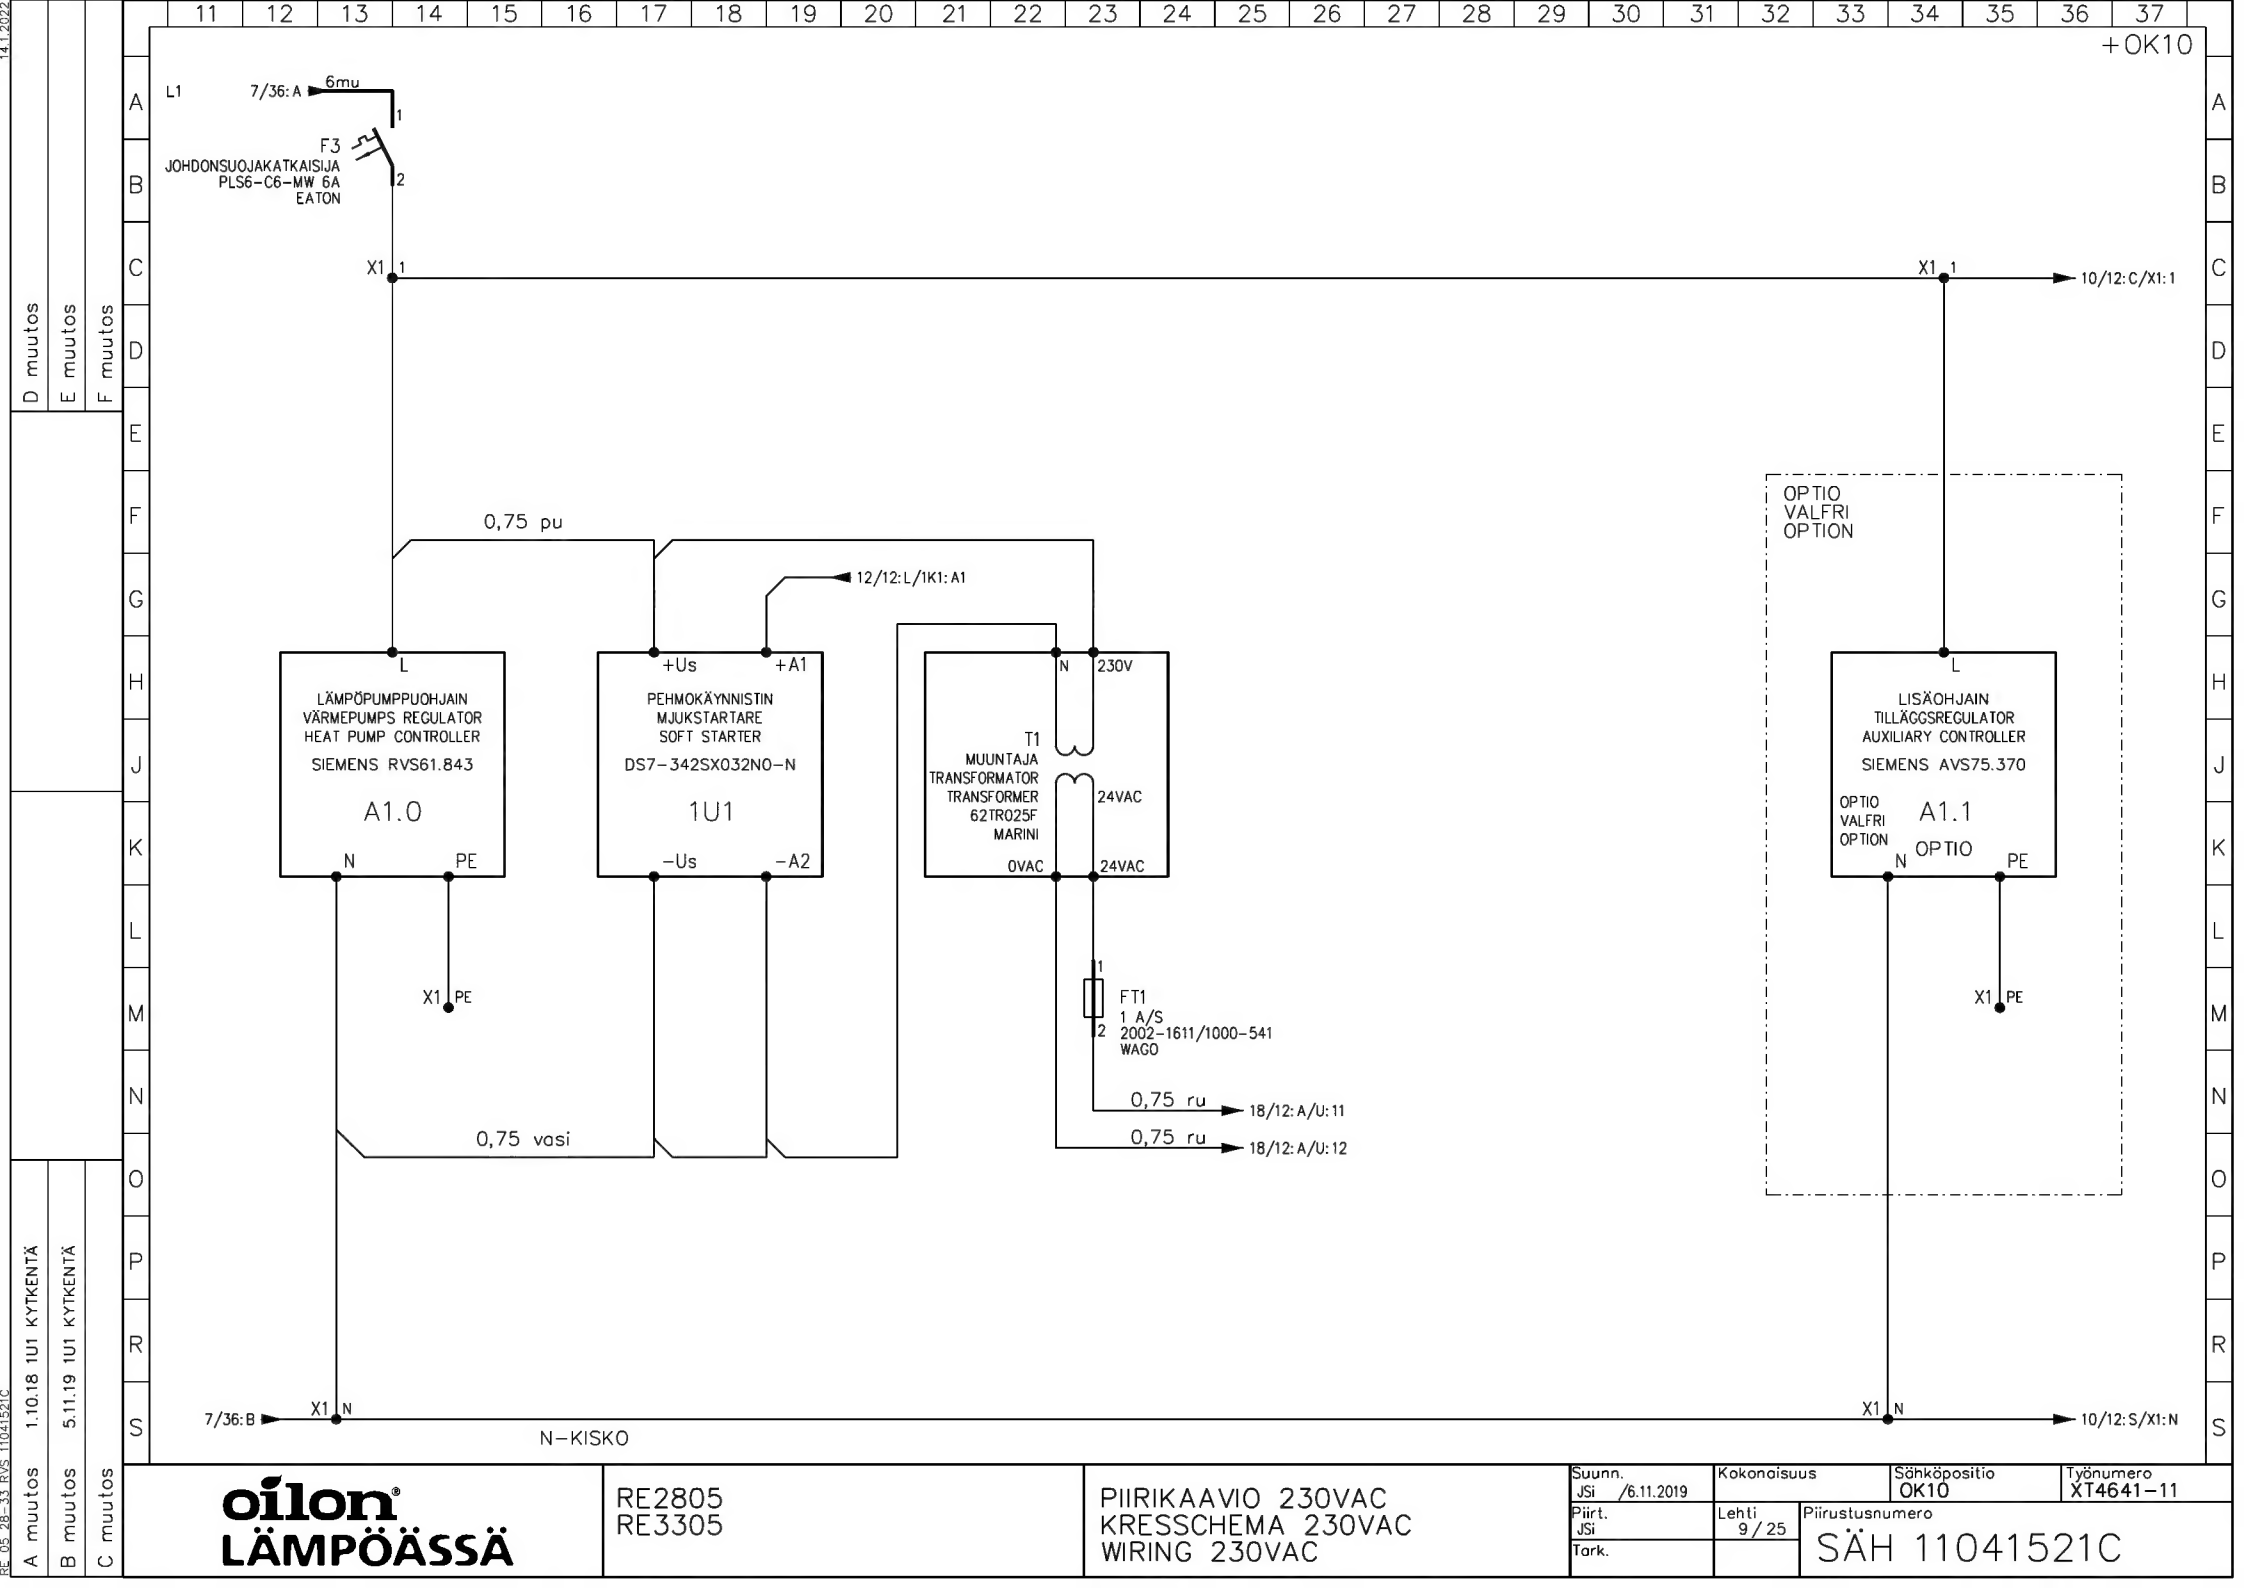 11 12 13 14 15 16 17 18 19 20 21 22 23 24 25 26 27 28 29 30 31 32 33 34 35 36 37
+OK10
A
B
C
D
E
F
G
H
J
K
L
M
N
O
P
R
S
A
B
C
D
E
F
G
H
J
K
L
M
N
O
P
R
S
L1
7/36:A
6mu
1
F3
JOHDONSUOJAKATKAISIJA
PLS6-C6-MW 6A
EATON
2
X1 1
X1 1
10/12:C/X1:1
OPTIO
VALFRI
OPTION
0,75 pu
12/12:L/1K1:A1
L
LÄMPÖPUMPPUOHJAIN
VÄRMEPUMPS REGULATOR
HEAT PUMP CONTROLLER
SIEMENS RVS61.843
A1.0
N PE
X1 PE
+Us +A1
PEHMOKÄYNNISTIN
MJUKSTARTARE
SOFT STARTER
DS7-342SX032N0-N
1U1
-Us -A2
N 230V
T1
MUUNTAJA
TRANSFORMATOR
TRANSFORMER
62TR025F
MARINI
24VAC
0VAC 24VAC
1
FT1
1 A/S
2002-1611/1000-541
WAGO
2
0,75 ru
18/12:A/U:11
0,75 ru
18/12:A/U:12
0,75 vasi
L
LISÄOHJAIN
TILLÄGGSREGULATOR
AUXILIARY CONTROLLER
SIEMENS AVS75.370
OPTIO
VALFRI
OPTION
A1.1
OPTIO
N PE
X1 PE
7/36:B
X1 N
N-KISKO
X1 N
10/12:S/X1:N
14.1.2022
D muutos
E muutos
F muutos
A muutos 1.10.18 1U1 KYTKENTÄ
B muutos 5.11.19 1U1 KYTKENTÄ
C muutos
RE 05 28-33 RVS 11041521C
oilon®
LÄMPÖÄSSÄ
RE2805
RE3305
PIIRIKAAVIO 230VAC
KRESSCHEMA 230VAC
WIRING 230VAC
Suunn.
JSi /6.11.2019
Piirt.
JSi
Tark.
Kokonaisuus
Sähköpositio
OK10
Työnumero
XT4641-11
Lehti
9/25
Piirustusnumero
SÄH 11041521C